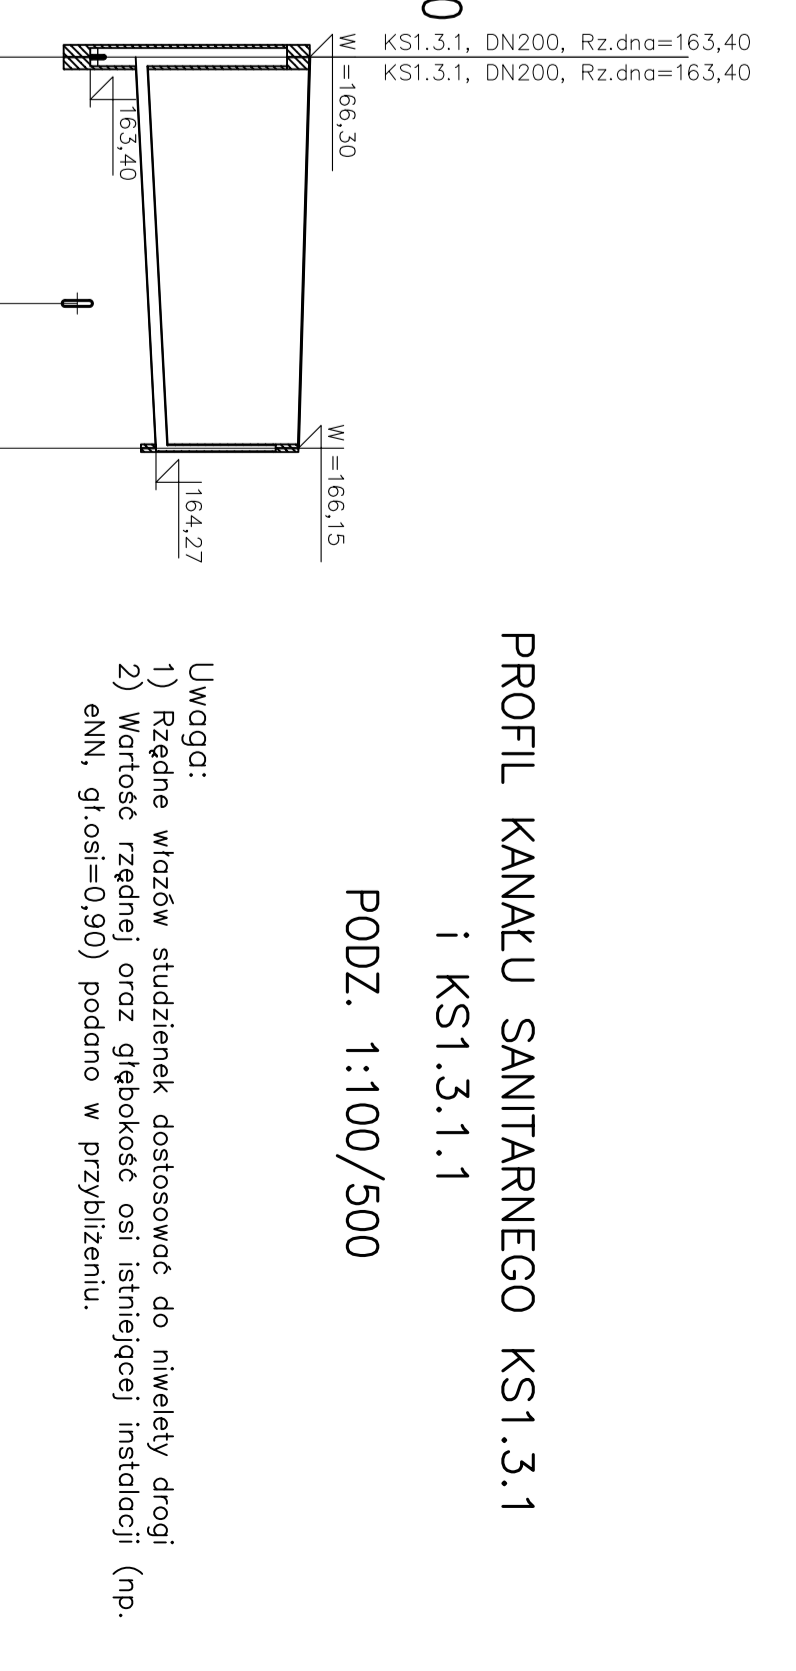 KS1.3.1, DN200, Rz.dna=163,40
KS1.3.1, DN200, Rz.dna=163,40
W =166,30
163,40
W =166,15
164,27
0
PROFIL KANAŁU SANITARNEGO KS1.3.1
i KS1.3.1.1
PODZ. 1:100/500
Uwaga:
1) Rzędne włazów studzienek dostosować do niwelety drogi
2) Wartość rzędnej oraz głębokość osi istniejącej instalacji (np.
eNN, gł.osi=0,90) podano w przybliżeniu.